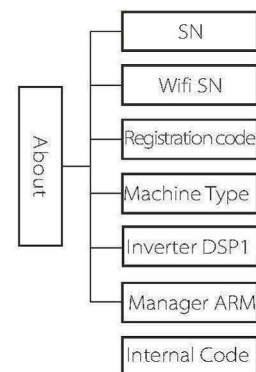 About
SN
Wifi SN
Registration code
Machine Type
Inverter DSP1
Manager ARM
Internal Code